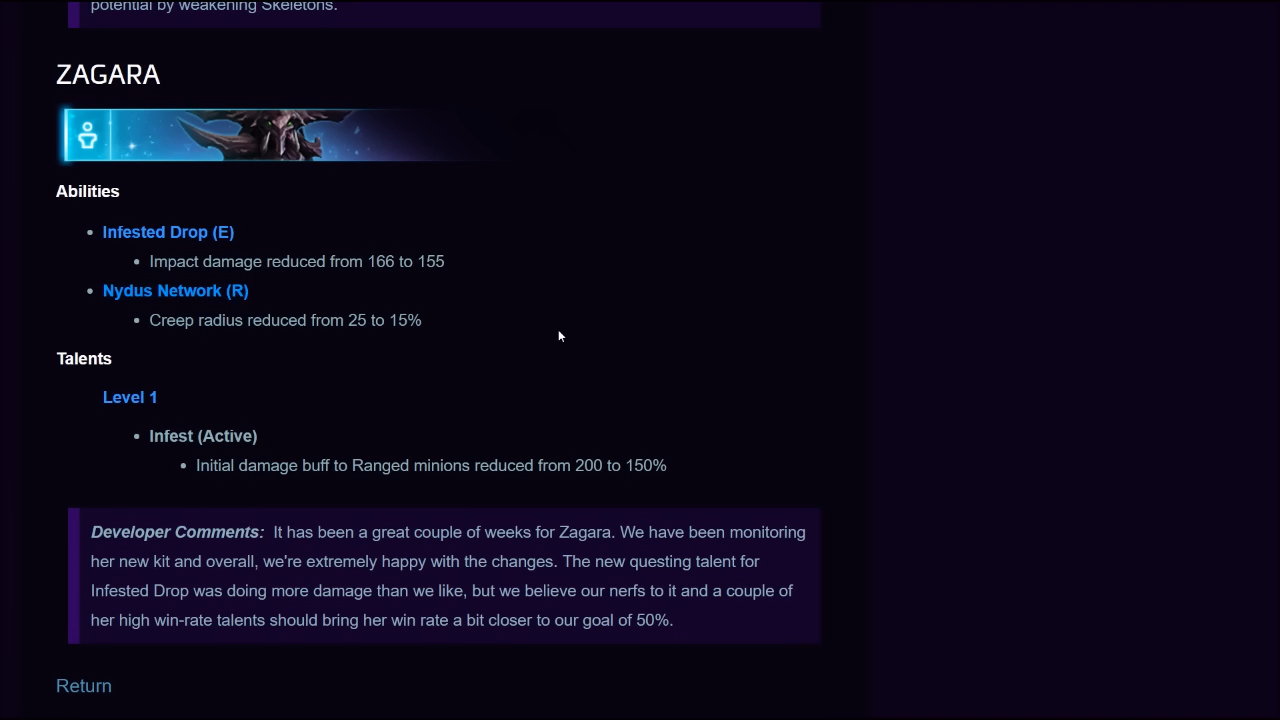 potential by weakening Skeletons.
ZAGARA
Abilities
Infested Drop (E)
Impact damage reduced from 166 to 155
Nydus Network (R)
Creep radius reduced from 25 to 15%
Talents
Level 1
Infest (Active)
Initial damage buff to Ranged minions reduced from 200 to 150%
Developer Comments: It has been a great couple of weeks for Zagara. We have been monitoring
her new kit and overall, we're extremely happy with the changes. The new questing talent for
Infested Drop was doing more damage than we like, but we believe our nerfs to it and a couple of
her high win-rate talents should bring her win rate a bit closer to our goal of 50%.
Return